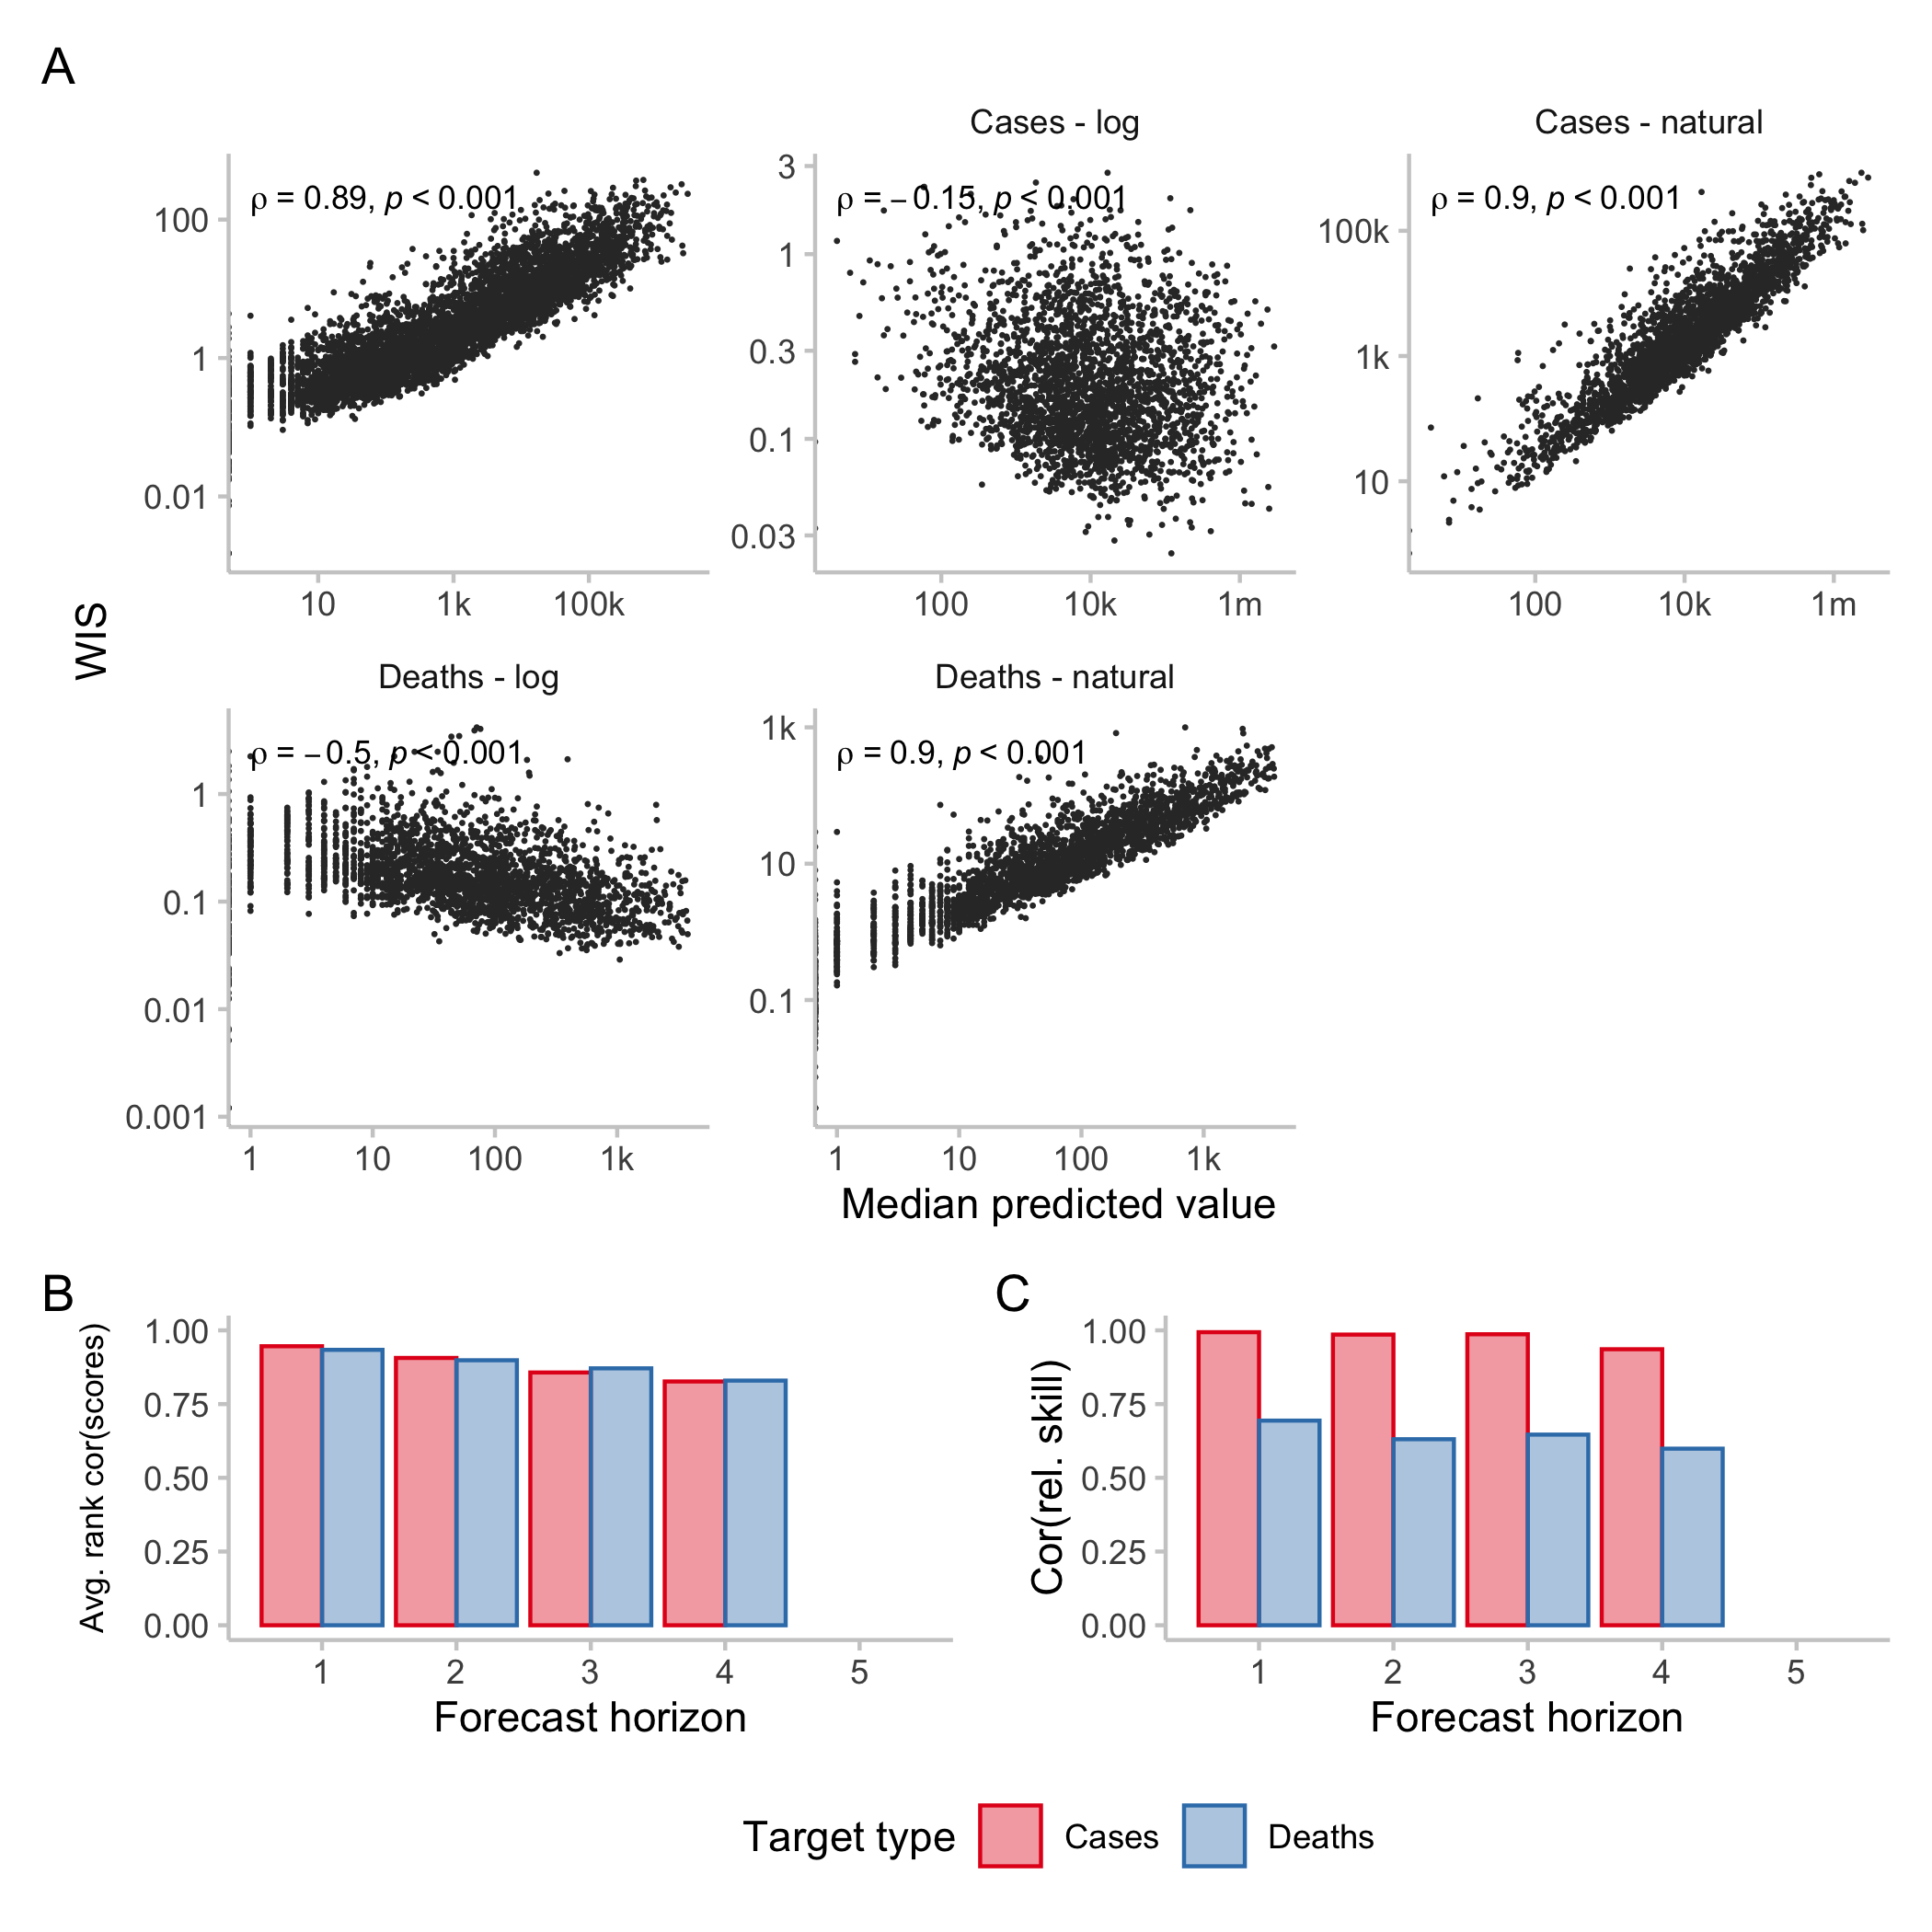 A
Cases - log
Cases - natural
ρ = 0.89, p < 0.001
ρ = −0.15, p < 0.001
ρ = 0.9, p < 0.001
100
1
0.01
3
1
0.3
0.1
0.03
100k
1k
10
10 1k 100k
100 10k 1m
100 10k 1m
WIS
Deaths - log
Deaths - natural
ρ = −0.5, p < 0.001
ρ = 0.9, p < 0.001
1
0.1
0.01
0.001
1k
10
0.1
1 10 100 1k
1 10 100 1k
Median predicted value
B
Avg. rank cor(scores)
1.00
0.75
0.50
0.25
0.00
1 2 3 4 5
Forecast horizon
C
Cor(rel. skill)
1.00
0.75
0.50
0.25
0.00
1 2 3 4 5
Forecast horizon
Target type Cases Deaths